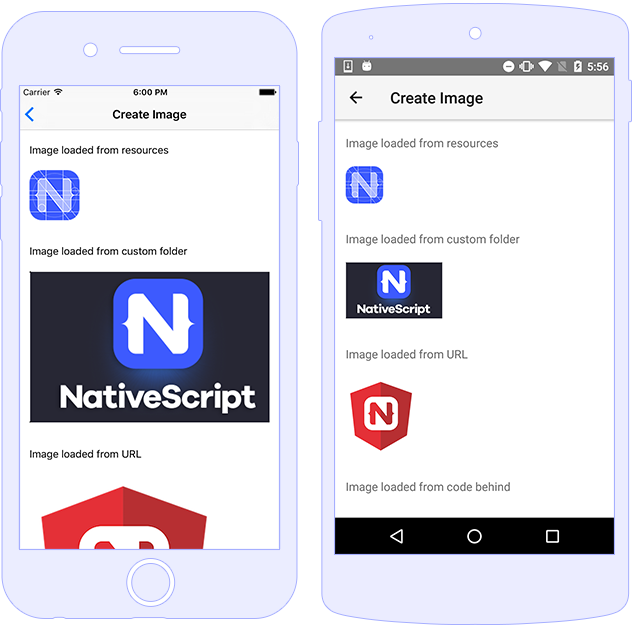 Carrier 6:00 PM
Create Image
Image loaded from resources
N
Image loaded from custom folder
N
NativeScript
Image loaded from URL
5:56
Create Image
Image loaded from resources
N
Image loaded from custom folder
N
NativeScript
Image loaded from URL
N
Image loaded from code behind